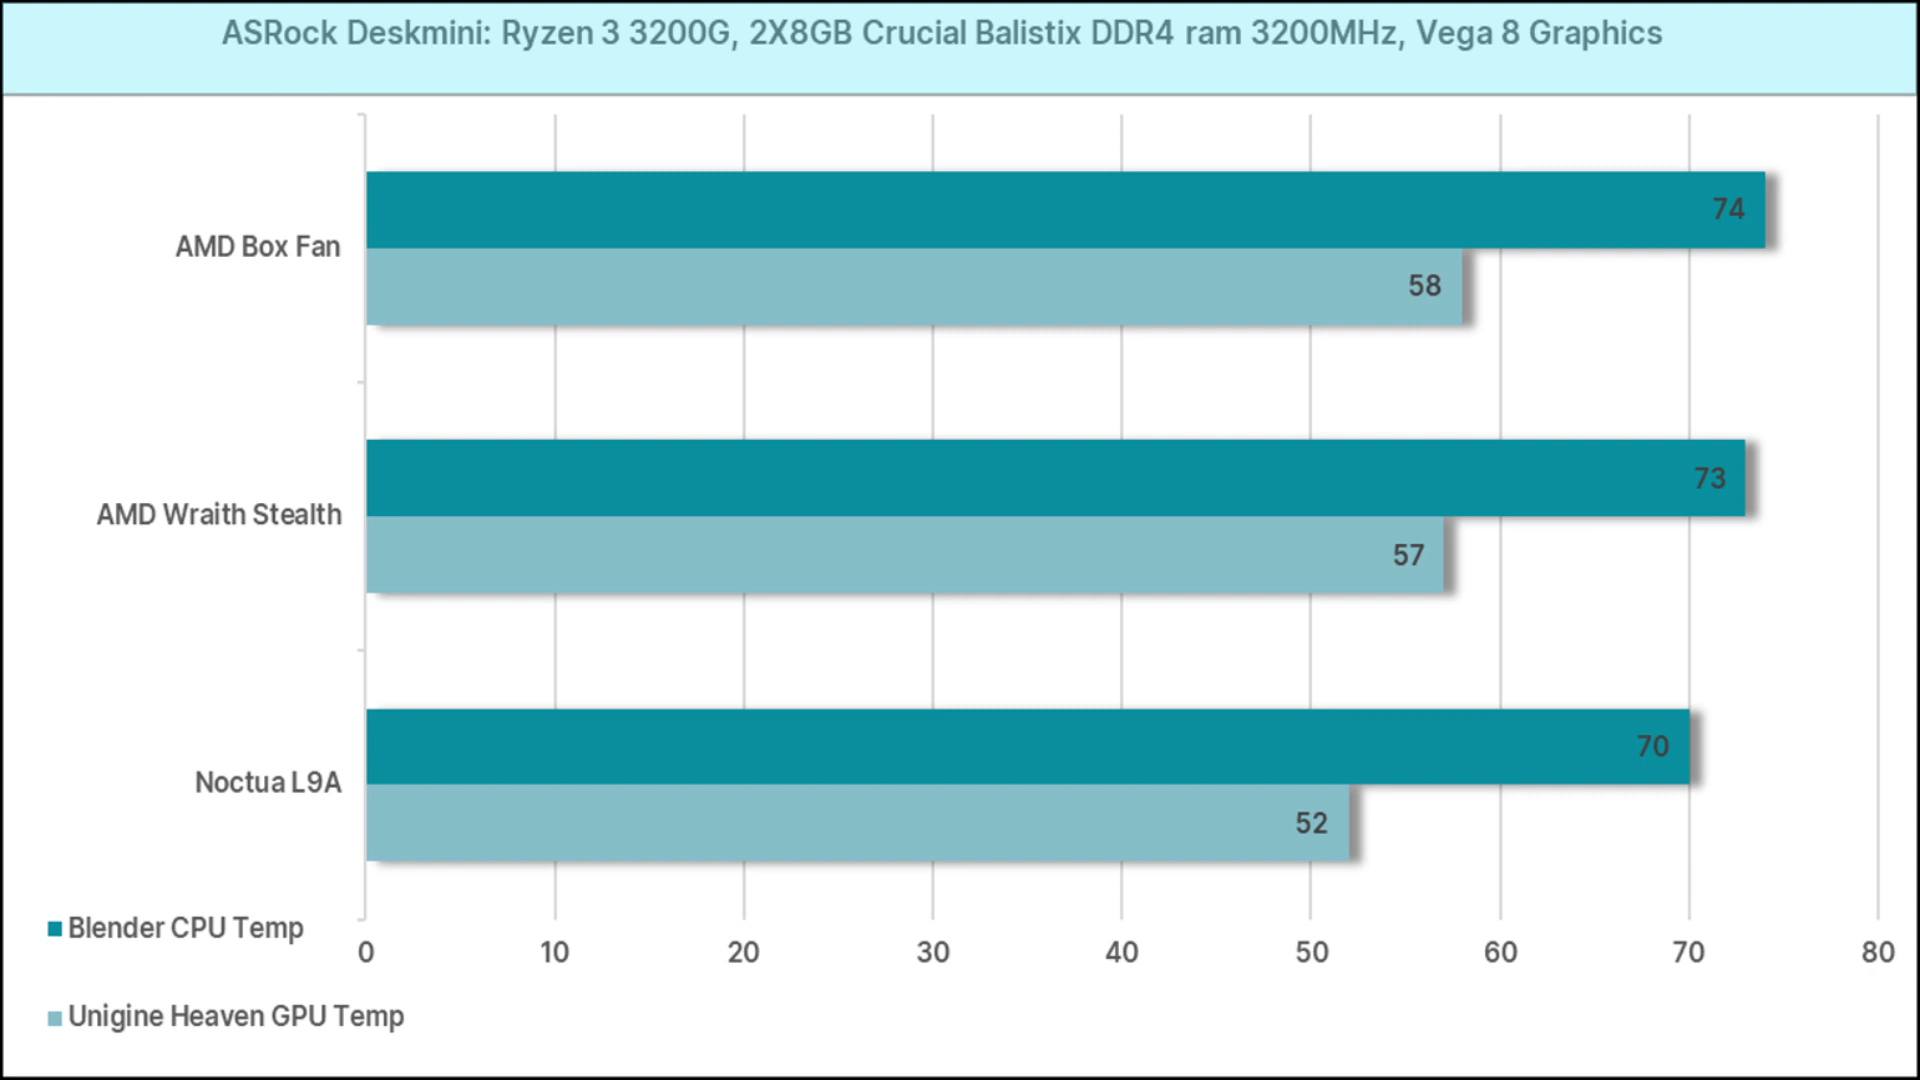 ASRock Deskmini: Ryzen 3 3200G, 2X8GB Crucial Balistix DDR4 ram 3200MHz, Vega 8 Graphics
AMD Box Fan
74
58
AMD Wraith Stealth
73
57
Noctua L9A
70
52
Blender CPU Temp
0 10 20 30 40 50 60 70 80
Unigine Heaven GPU Temp